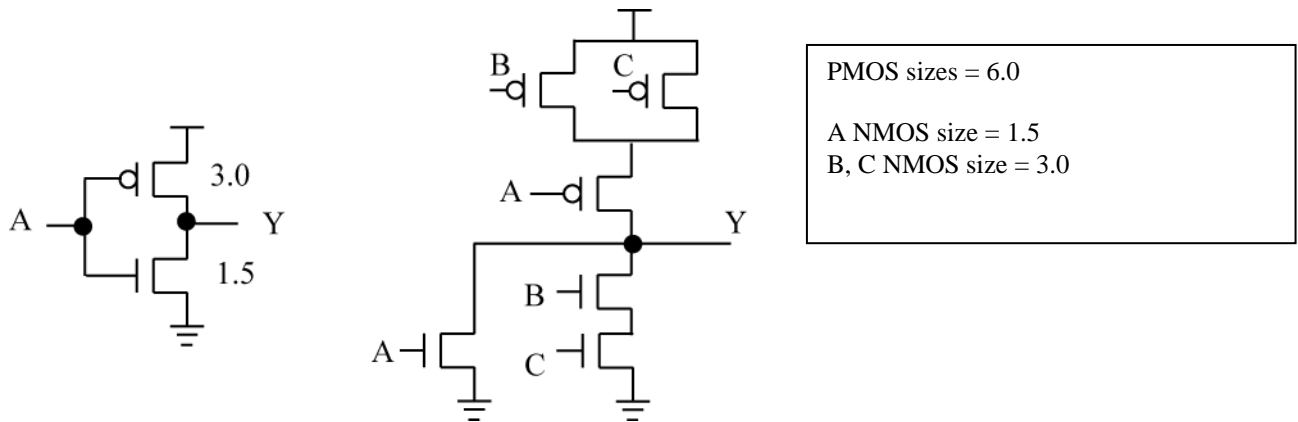 A
3.0
1.5
Y
B
C
A
Y
B
A
C
PMOS sizes = 6.0
A NMOS size = 1.5
B, C NMOS size = 3.0